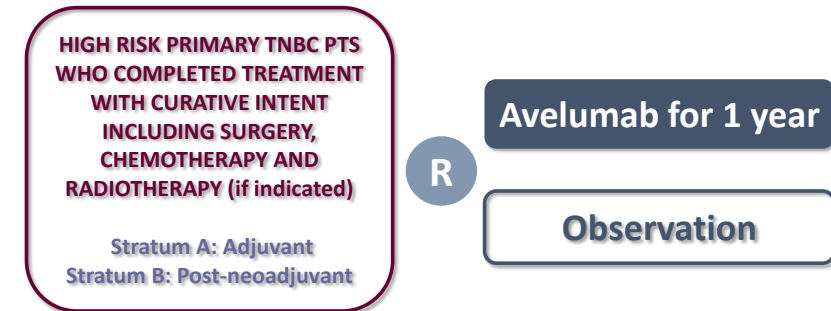 HIGH RISK PRIMARY TNBC PTS
WHO COMPLETED TREATMENT
WITH CURATIVE INTENT
INCLUDING SURGERY,
CHEMOTHERAPY AND
RADIOTHERAPY (if indicated)
Stratum A: Adjuvant
Stratum B: Post-neoadjuvant
R
Avelumab for 1 year
Observation